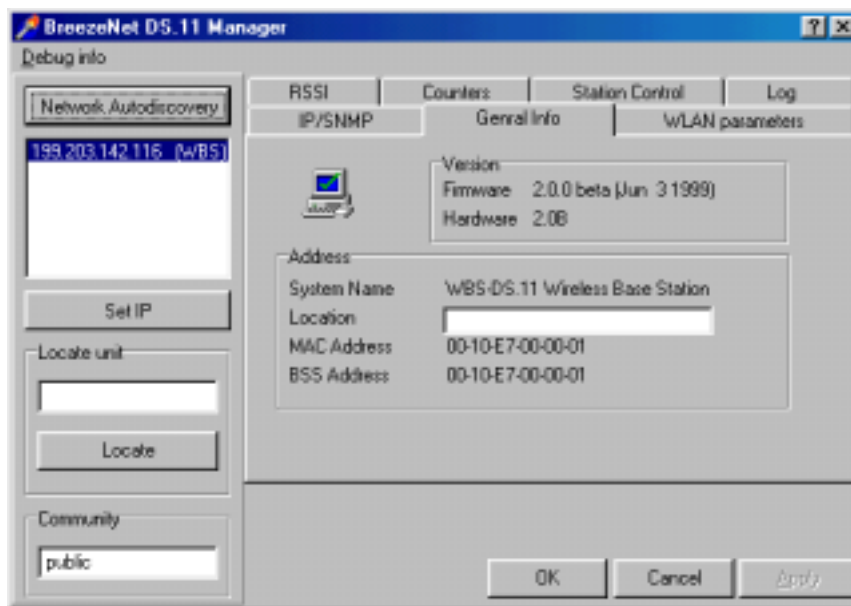 BreezeNet DS.11 Manager
Debug info
Network Autodiscovery
199.203.142.116 (WBS)
Set IP
Locate unit
Locate
Community
public
RSSI Counters Station Control Log
IP/SNMP Genral Info WLAN parameters
Version
Firmware 2.0.0 beta (Jun 3 1999)
Hardware 2.0B
Address
System Name WBS-DS.11 Wireless Base Station
Location
MAC Address 00-10-E7-00-00-01
BSS Address 00-10-E7-00-00-01
OK Cancel Apply